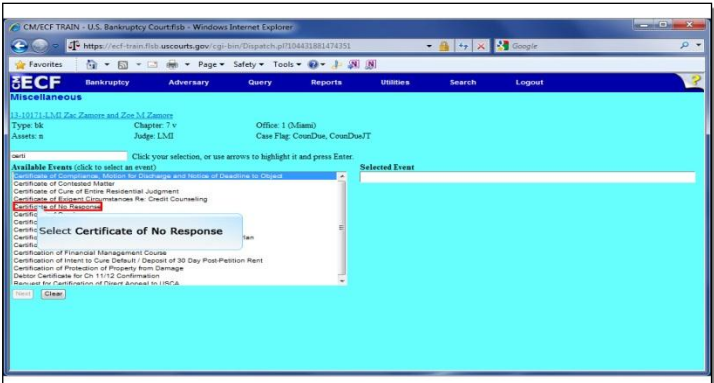 CM/ECF TRAIN - U.S. Bankruptcy Court:flsb - Windows Internet Explorer
https://ecf-train.flsb.uscourts.gov/cgi-bin/Dispatch.pl?104431881474351
Google
Favorites Page Safety Tools
ECF Bankruptcy Adversary Query Reports Utilities Search Logout ?
Miscellaneous
13-10171-LMI Zac Zamore and Zoe M Zamore
Type: bk Chapter: 7 v Office: 1 (Miami)
Assets: n Judge: LMI Case Flag: CounDue, CounDueJT
certi Click your selection, or use arrows to highlight it and press Enter.
Available Events (click to select an event) Selected Event
Certificate of Compliance, Motion for Discharge and Notice of Deadline to Object
Certificate of Contested Matter
Certificate of Cure of Entire Residential Judgment
Certificate of Exigent Circumstances Re: Credit Counseling
Certificate of No Response
Select Certificate of No Response
Certification of Financial Management Course
Certification of Intent to Cure Default / Deposit of 30 Day Post-Petition Rent
Certification of Protection of Property from Damage
Debtor Certificate for Ch 11/12 Confirmation
Request for Certification of Direct Appeal to USCA
Next Clear